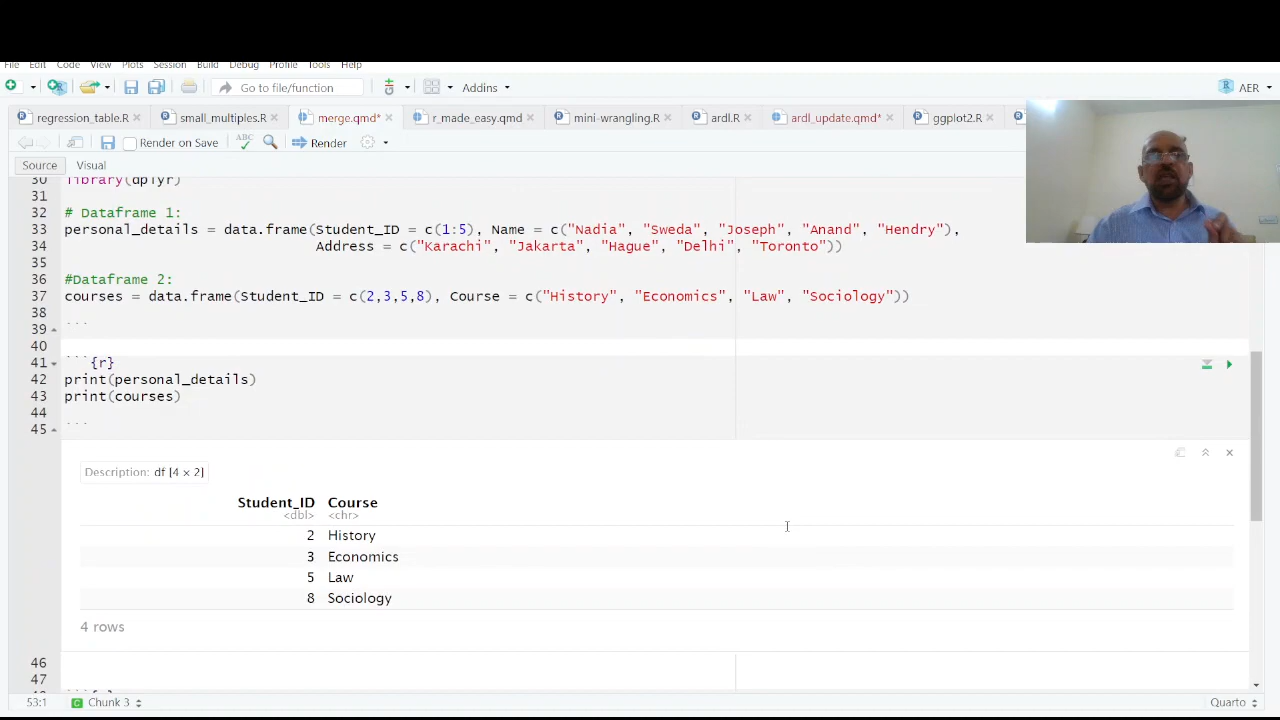 File Edit Code View Plots Session Build Debug Profile Tools Help
Go to file/function Addins AER
regression_table.R small_multiples.R merge.qmd* r_made_easy.qmd mini-wrangling.R ardl.R ardl_update.qmd* ggplot2.R
Render on Save ABC Render
Source Visual
30 library(dplyr)
31
32 # Dataframe 1:
33 personal_details = data.frame(Student_ID = c(1:5), Name = c("Nadia", "Sweda", "Joseph", "Anand", "Hendry"),
34 Address = c("Karachi", "Jakarta", "Hague", "Delhi", "Toronto"))
35
36 #Dataframe 2:
37 courses = data.frame(Student_ID = c(2,3,5,8), Course = c("History", "Economics", "Law", "Sociology"))
38
39 ```
40
41 ```{r}
42 print(personal_details)
43 print(courses)
44
45 ```
Description: df [4 × 2]
Student_ID Course
<dbl> <chr>
2 History
3 Economics
5 Law
8 Sociology
4 rows
46
47
53:1 Chunk 3 Quarto